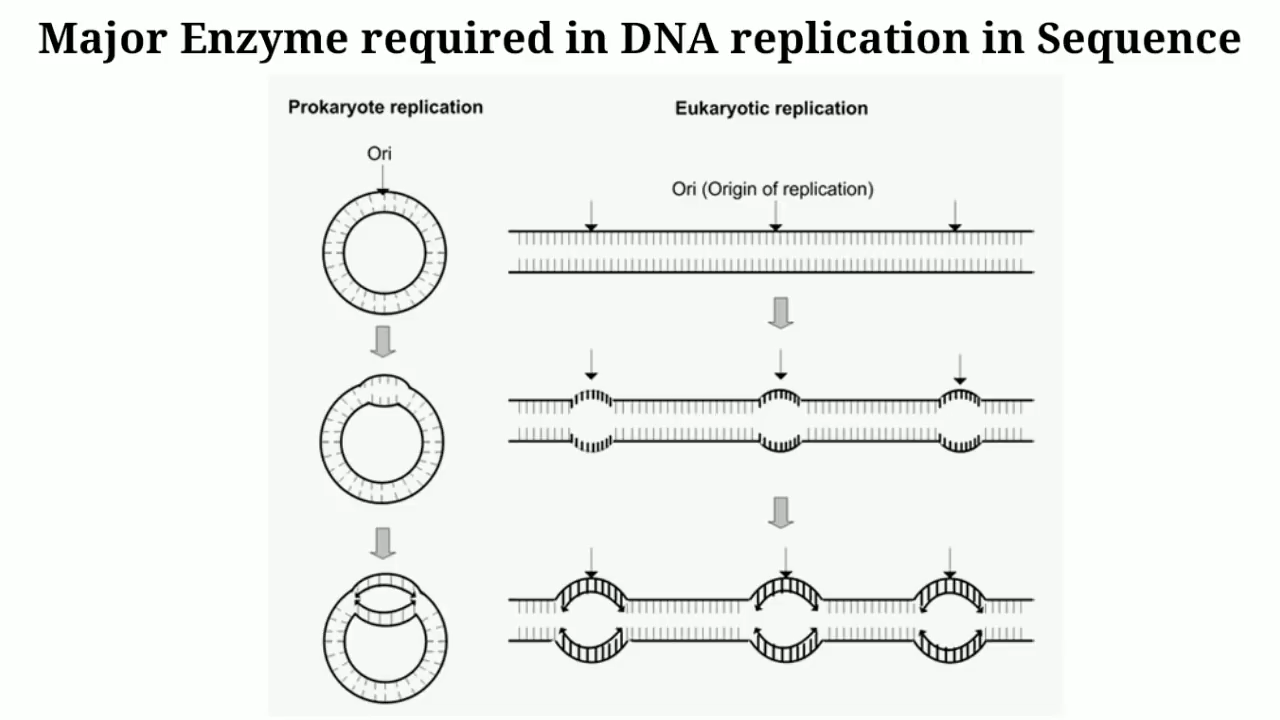 Major Enzyme required in DNA replication in Sequence
Prokaryote replication
Eukaryotic replication
Ori
Ori (Origin of replication)